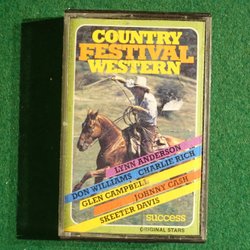 COUNTRY
FESTIVAL
WESTERN
LYNN ANDERSON
DON WILLIAMS CHARLIE RICH
GLEN CAMPBELL
JOHNNY CASH
SKEETER DAVIS
success
ORIGINAL STARS